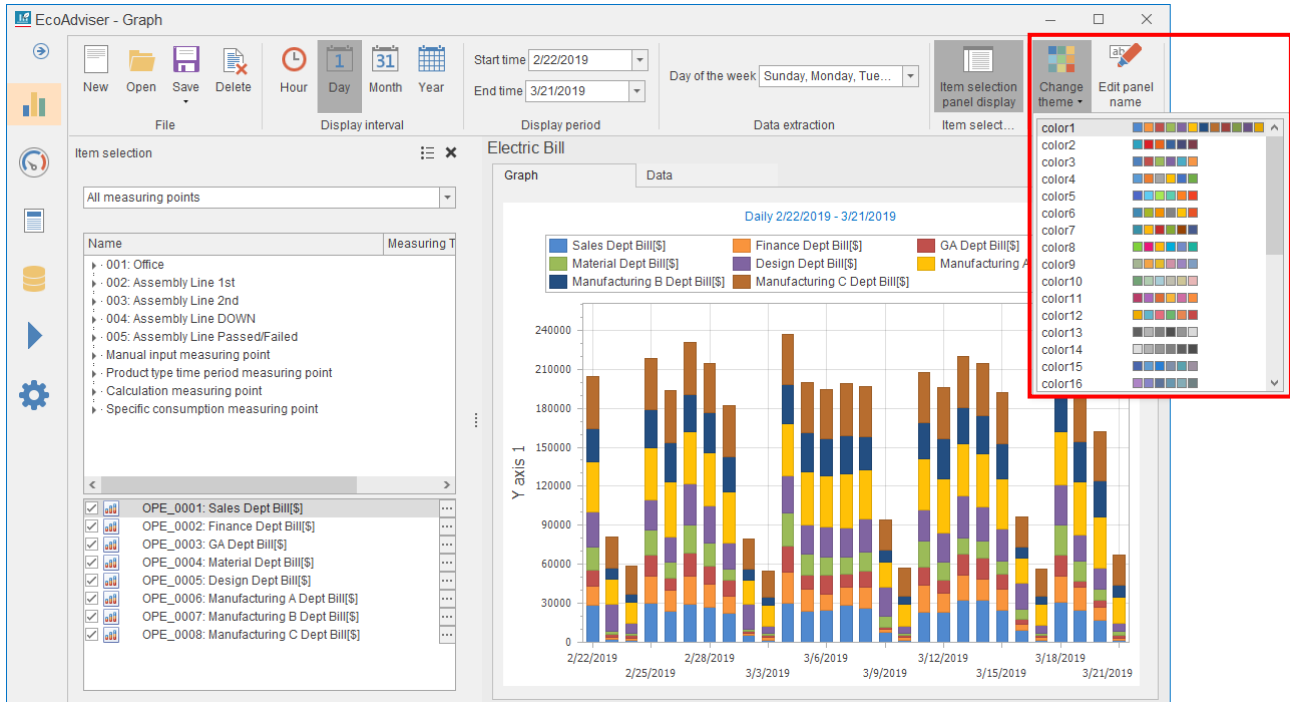 EcoAdviser - Graph
New
Open
Save
Delete
File
Hour
1
Day
31
Month
Year
Display interval
Start time 2/22/2019
End time 3/21/2019
Display period
Day of the week Sunday, Monday, Tue...
Data extraction
Item selection
panel display
Item select...
Change
theme
ab
Edit panel
name
color1
color2
color3
color4
color5
color6
color7
color8
color9
color10
color11
color12
color13
color14
color15
color16
Item selection
All measuring points
Name Measuring T
001: Office
002: Assembly Line 1st
003: Assembly Line 2nd
004: Assembly Line DOWN
005: Assembly Line Passed/Failed
Manual input measuring point
Product type time period measuring point
Calculation measuring point
Specific consumption measuring point
OPE_0001: Sales Dept Bill[$]
OPE_0002: Finance Dept Bill[$]
OPE_0003: GA Dept Bill[$]
OPE_0004: Material Dept Bill[$]
OPE_0005: Design Dept Bill[$]
OPE_0006: Manufacturing A Dept Bill[$]
OPE_0007: Manufacturing B Dept Bill[$]
OPE_0008: Manufacturing C Dept Bill[$]
Electric Bill
Graph Data
Daily 2/22/2019 - 3/21/2019
Sales Dept Bill[$] Finance Dept Bill[$] GA Dept Bill[$]
Material Dept Bill[$] Design Dept Bill[$] Manufacturing A
Manufacturing B Dept Bill[$] Manufacturing C Dept Bill[$]
Y axis 1
240000
210000
180000
150000
120000
90000
60000
30000
0
2/22/2019 2/28/2019 3/6/2019 3/12/2019 3/18/2019
2/25/2019 3/3/2019 3/9/2019 3/15/2019 3/21/2019